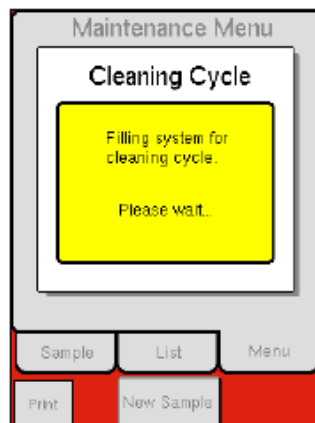 Maintenance Menu
Cleaning Cycle
Filling system for
cleaning cycle.
Please wait...
Sample List Menu
Print New Sample